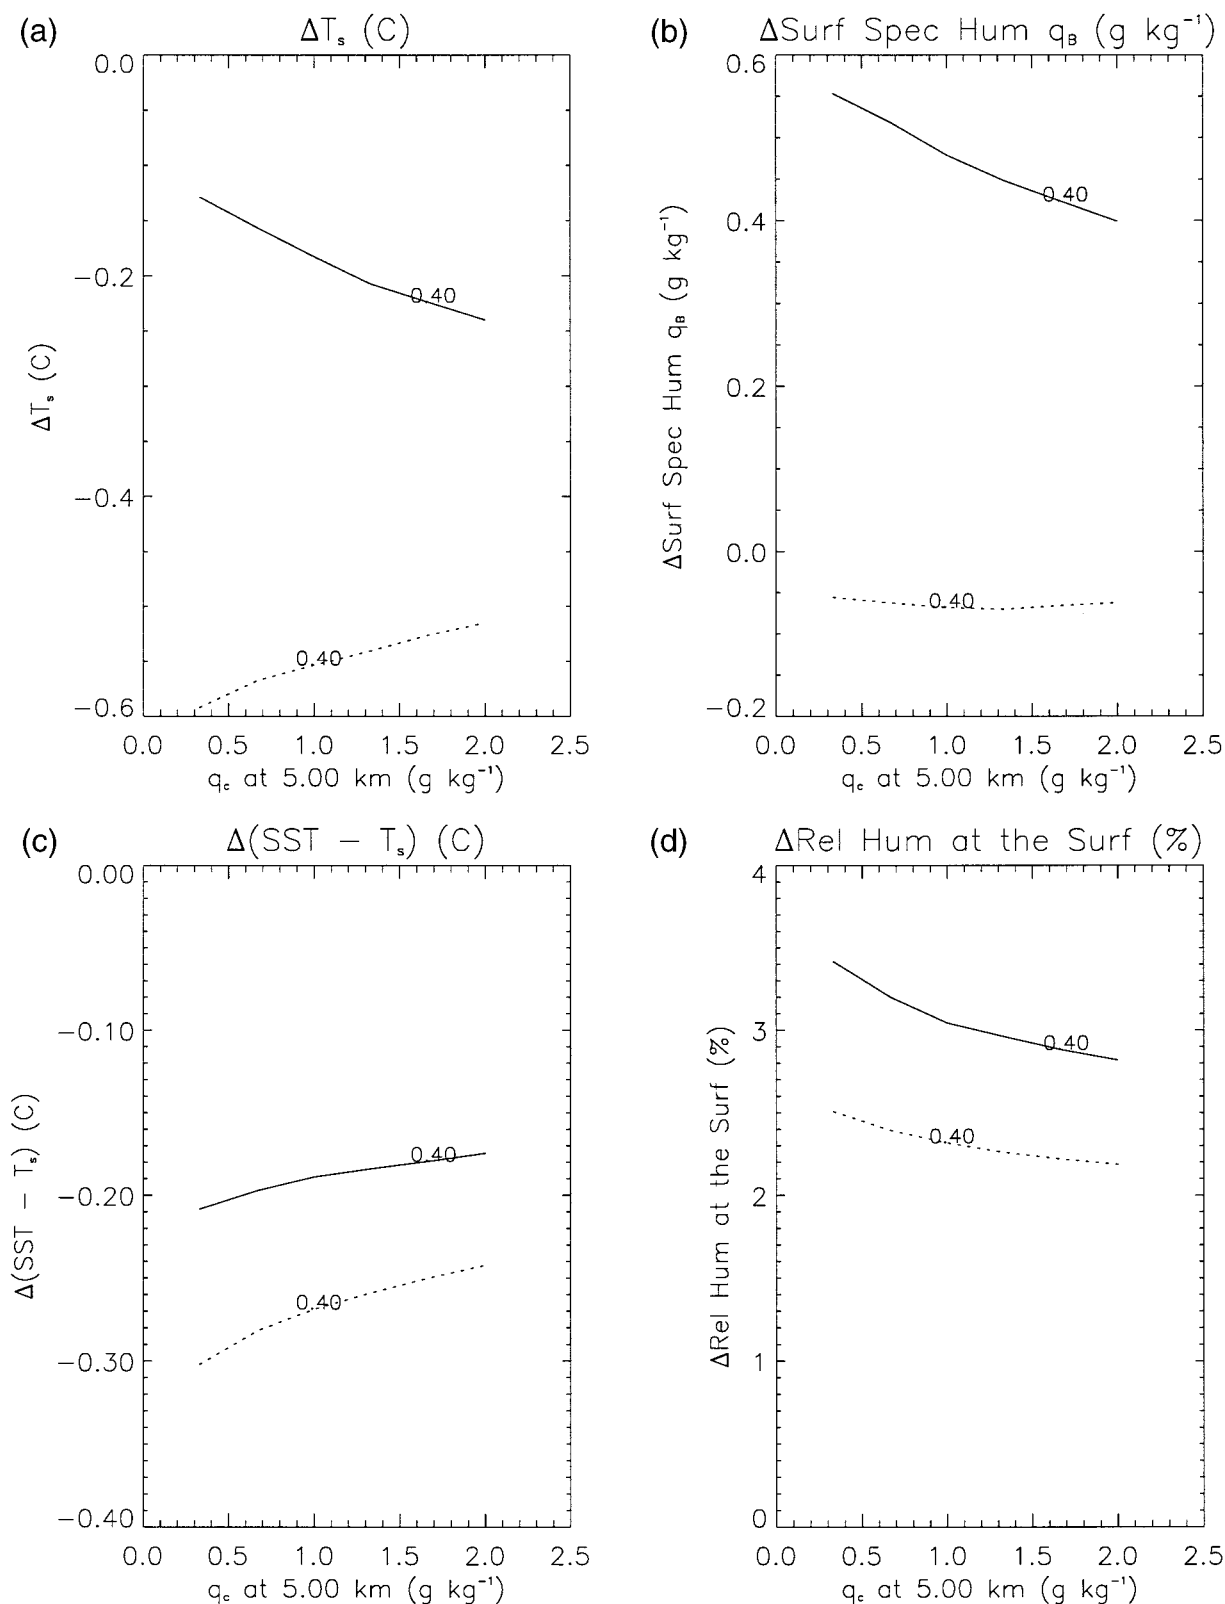 (a) ΔTₛ (C)
0.0
−0.2
−0.4
−0.6
ΔTₛ (C)
0.40
0.40
0.0 0.5 1.0 1.5 2.0 2.5
q_c at 5.00 km (g kg⁻¹)
(b) ΔSurf Spec Hum q_B (g kg⁻¹)
0.6
0.4
0.2
0.0
−0.2
ΔSurf Spec Hum q_B (g kg⁻¹)
0.40
0.40
0.0 0.5 1.0 1.5 2.0 2.5
q_c at 5.00 km (g kg⁻¹)
(c) Δ(SST − Tₛ) (C)
0.00
−0.10
−0.20
−0.30
−0.40
Δ(SST − Tₛ) (C)
0.40
0.40
0.0 0.5 1.0 1.5 2.0 2.5
q_c at 5.00 km (g kg⁻¹)
(d) ΔRel Hum at the Surf (%)
4
3
2
1
0
ΔRel Hum at the Surf (%)
0.40
0.40
0.0 0.5 1.0 1.5 2.0 2.5
q_c at 5.00 km (g kg⁻¹)